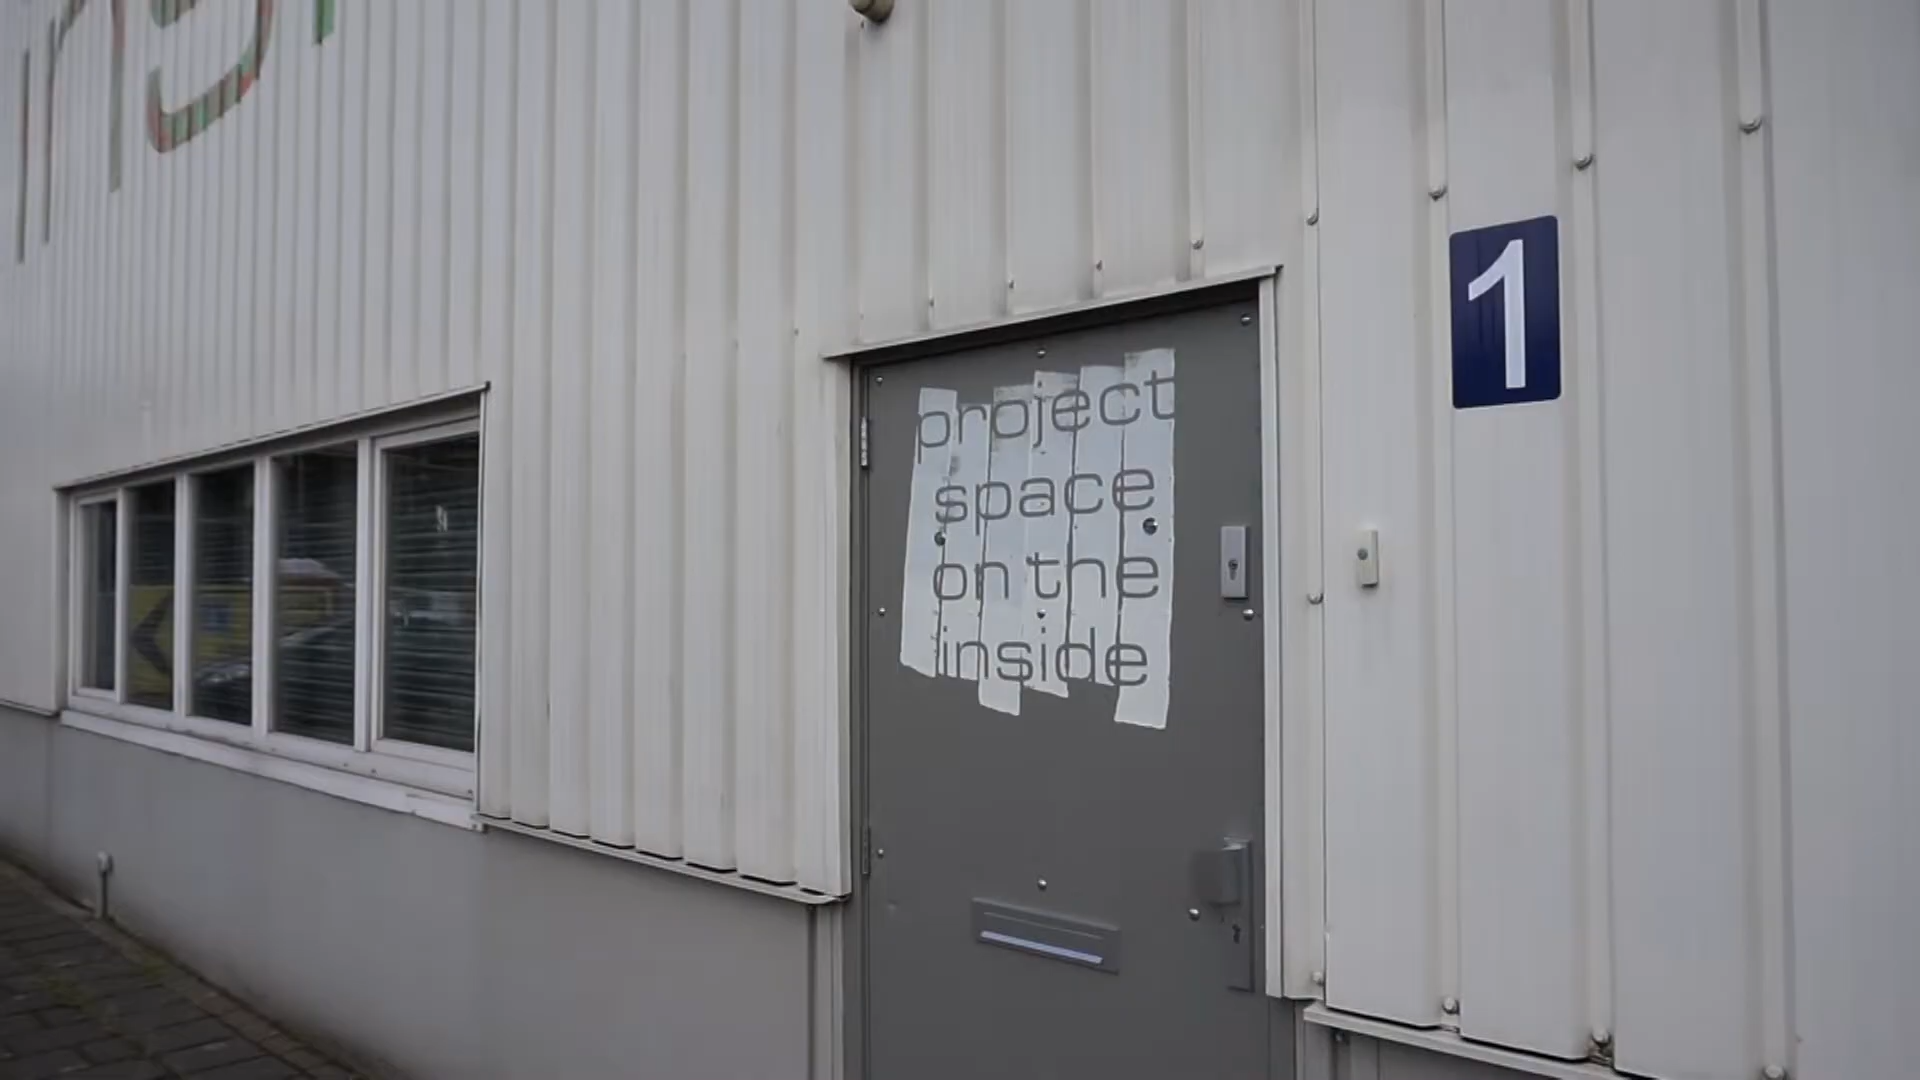 project
space
on the
inside
1